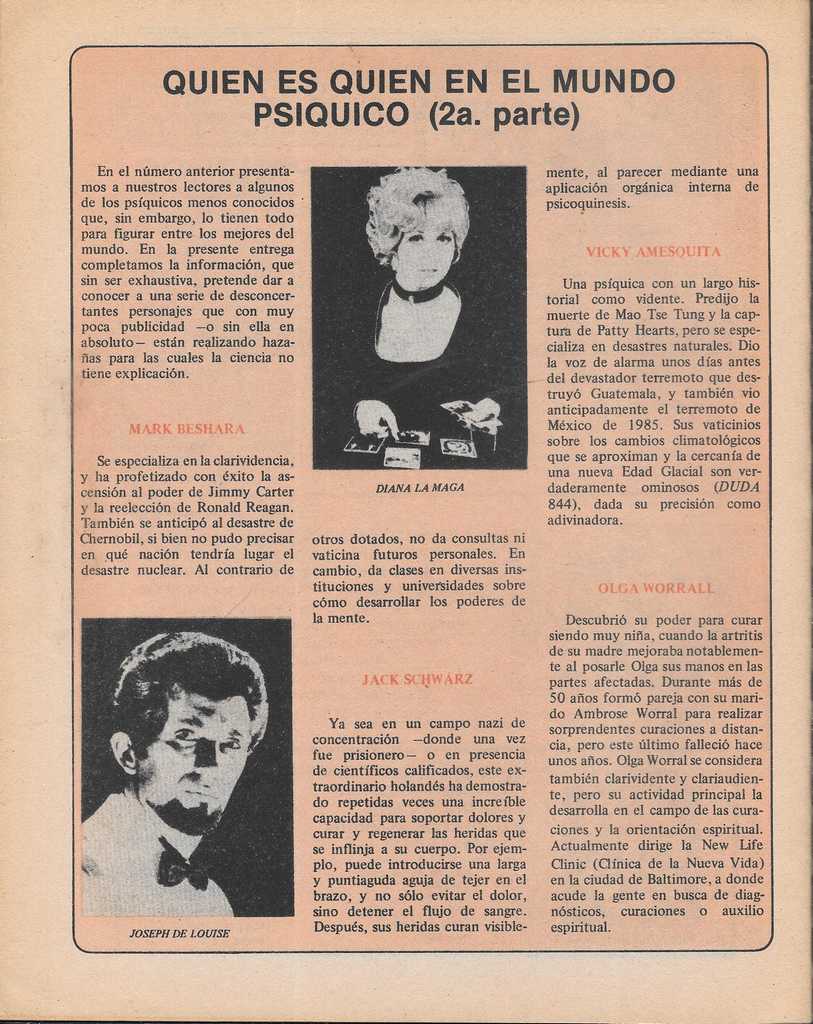 QUIEN ES QUIEN EN EL MUNDO
PSIQUICO (2a. parte)
En el número anterior presenta-
mos a nuestros lectores a algunos
de los psíquicos menos conocidos
que, sin embargo, lo tienen todo
para figurar entre los mejores del
mundo. En la presente entrega
completamos la información, que
sin ser exhaustiva, pretende dar a
conocer a una serie de desconcer-
tantes personajes que con muy
poca publicidad —o sin ella en
absoluto— están realizando haza-
ñas para las cuales la ciencia no
tiene explicación.
MARK BESHARA
Se especializa en la clarividencia,
y ha profetizado con éxito la as-
censión al poder de Jimmy Carter
y la reelección de Ronald Reagan.
También se anticipó al desastre de
Chernobil, si bien no pudo precisar
en qué nación tendría lugar el
desastre nuclear. Al contrario de
JOSEPH DE LOUISE
DIANA LA MAGA
otros dotados, no da consultas ni
vaticina futuros personales. En
cambio, da clases en diversas ins-
tituciones y universidades sobre
cómo desarrollar los poderes de
la mente.
JACK SCHWARZ
Ya sea en un campo nazi de
concentración —donde una vez
fue prisionero— o en presencia
de científicos calificados, este ex-
traordinario holandés ha demostra-
do repetidas veces una increíble
capacidad para soportar dolores y
curar y regenerar las heridas que
se inflinja a su cuerpo. Por ejem-
plo, puede introducirse una larga
y puntiaguda aguja de tejer en el
brazo, y no sólo evitar el dolor,
sino detener el flujo de sangre.
Después, sus heridas curan visible-
mente, al parecer mediante una
aplicación orgánica interna de
psicoquinesis.
VICKY AMESQUITA
Una psíquica con un largo his-
torial como vidente. Predijo la
muerte de Mao Tse Tung y la cap-
tura de Patty Hearts, pero se espe-
cializa en desastres naturales. Dio
la voz de alarma unos días antes
del devastador terremoto que des-
truyó Guatemala, y también vio
anticipadamente el terremoto de
México de 1985. Sus vaticinios
sobre los cambios climatológicos
que se aproximan y la cercanía de
una nueva Edad Glacial son ver-
daderamente ominosos (DUDA
844), dada su precisión como
adivinadora.
OLGA WORRALL
Descubrió su poder para curar
siendo muy niña, cuando la artritis
de su madre mejoraba notablemen-
te al posarle Olga sus manos en las
partes afectadas. Durante más de
50 años formó pareja con su mari-
do Ambrose Worral para realizar
sorprendentes curaciones a distan-
cia, pero este último falleció hace
unos años. Olga Worral se considera
también clarividente y clariaudien-
te, pero su actividad principal la
desarrolla en el campo de las cura-
ciones y la orientación espiritual.
Actualmente dirige la New Life
Clinic (Clínica de la Nueva Vida)
en la ciudad de Baltimore, a donde
acude la gente en busca de diag-
nósticos, curaciones o auxilio
espiritual.